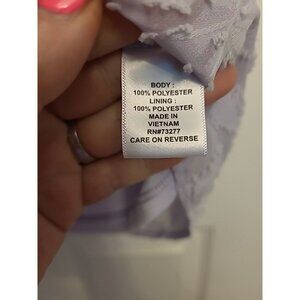 BODY :
100% POLYESTER
LINING :
100% POLYESTER
MADE IN
VIETNAM
RN#73277
CARE ON REVERSE